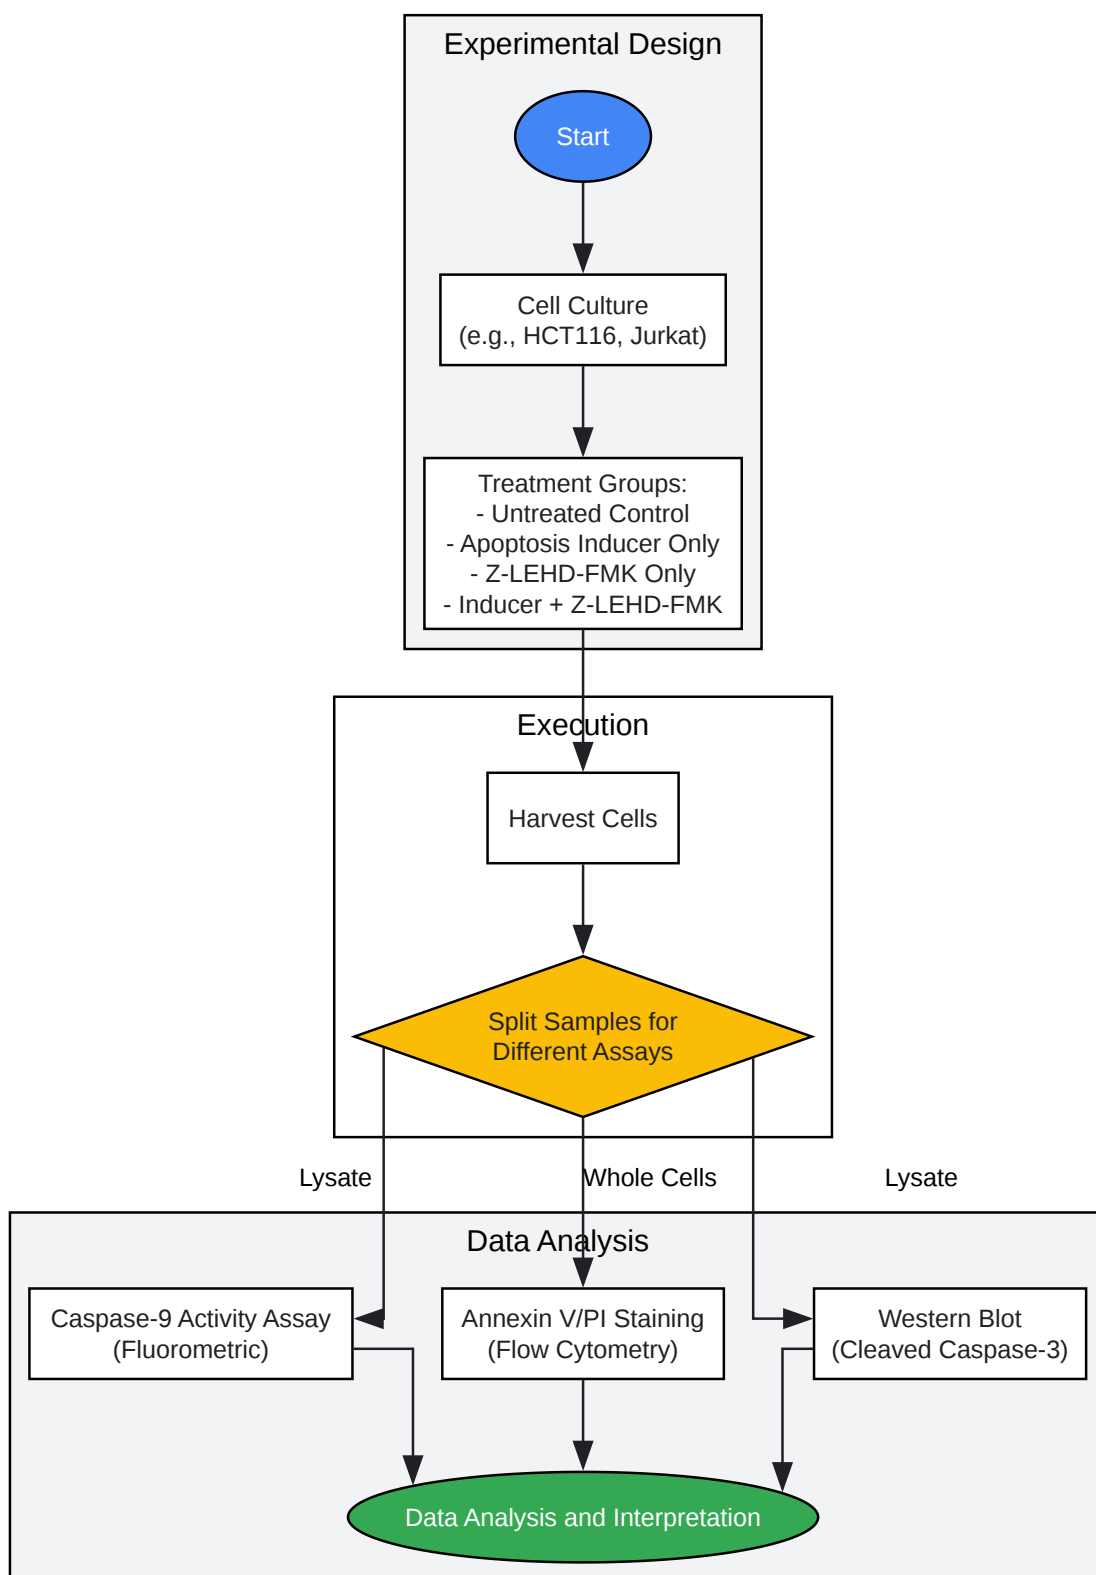 Experimental Design
Start
Cell Culture
(e.g., HCT116, Jurkat)
Treatment Groups:
- Untreated Control
- Apoptosis Inducer Only
- Z-LEHD-FMK Only
- Inducer + Z-LEHD-FMK
Execution
Harvest Cells
Split Samples for
Different Assays
Lysate
Whole Cells
Lysate
Data Analysis
Caspase-9 Activity Assay
(Fluorometric)
Annexin V/PI Staining
(Flow Cytometry)
Western Blot
(Cleaved Caspase-3)
Data Analysis and Interpretation